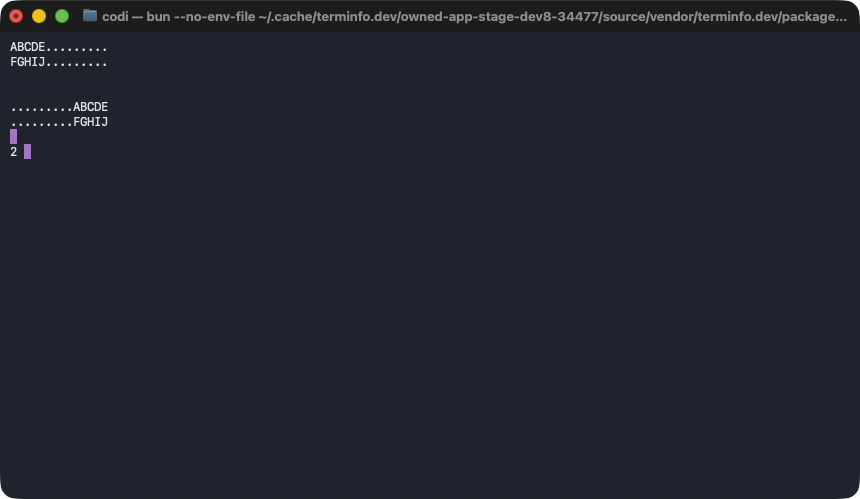 codi — bun --no-env-file ~/.cache/terminfo.dev/owned-app-stage-dev8-34477/source/vendor/terminfo.dev/package...
ABCDE.........
FGHIJ.........
.........ABCDE
.........FGHIJ
2